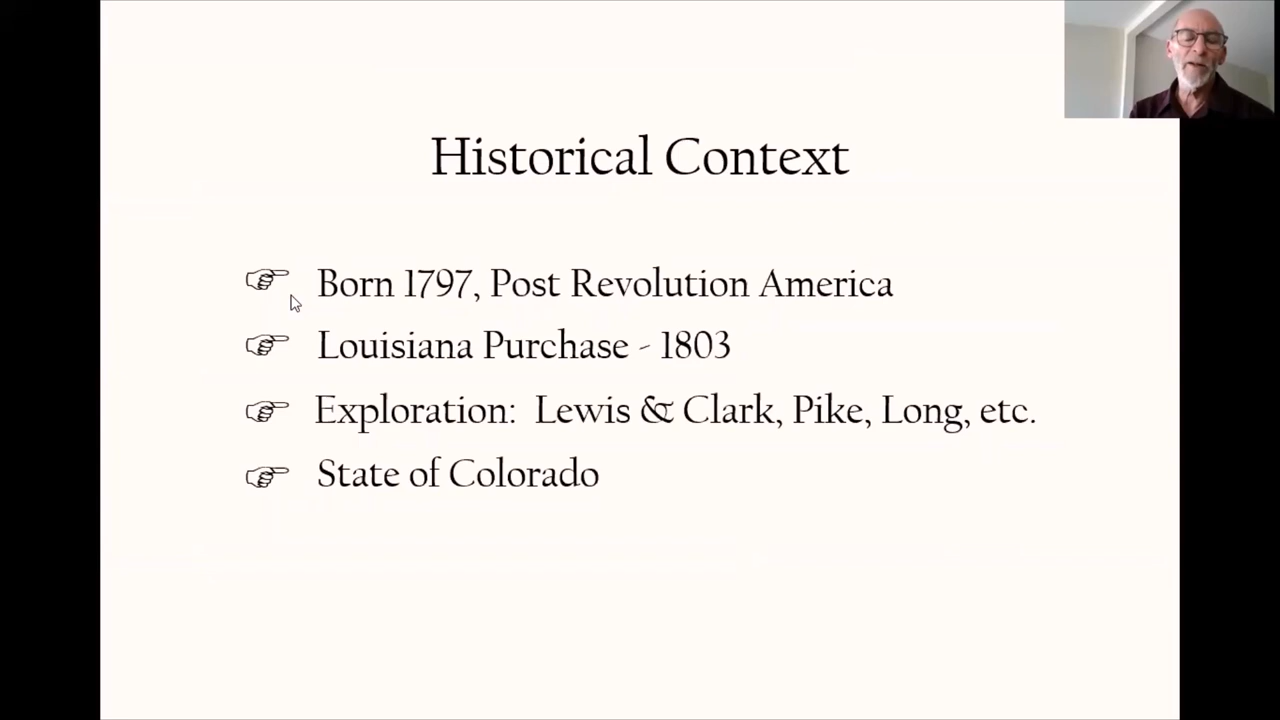 Historical Context
☞ Born 1797, Post Revolution America
☞ Louisiana Purchase - 1803
☞ Exploration: Lewis & Clark, Pike, Long, etc.
☞ State of Colorado